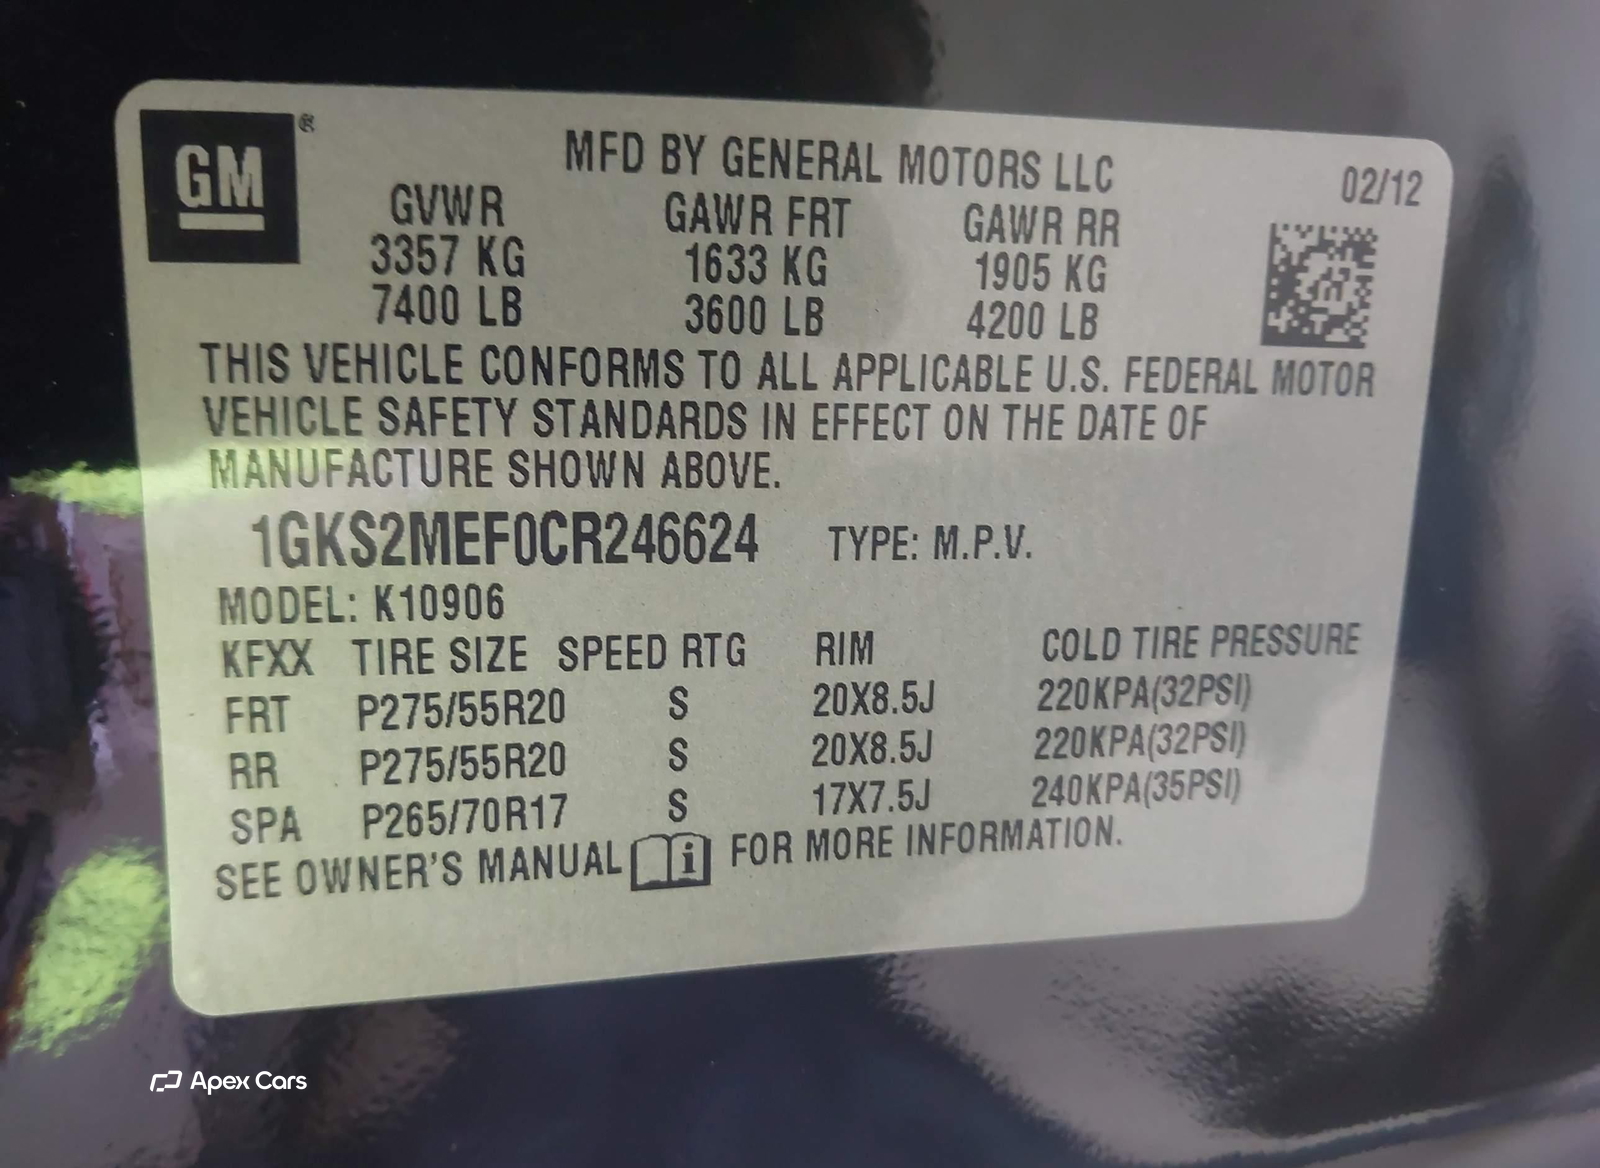 GM ®
MFD BY GENERAL MOTORS LLC
02/12
GVWR GAWR FRT GAWR RR
3357 KG 1633 KG 1905 KG
7400 LB 3600 LB 4200 LB
THIS VEHICLE CONFORMS TO ALL APPLICABLE U.S. FEDERAL MOTOR
VEHICLE SAFETY STANDARDS IN EFFECT ON THE DATE OF
MANUFACTURE SHOWN ABOVE.
1GKS2MEF0CR246624 TYPE: M.P.V.
MODEL: K10906
KFXX TIRE SIZE SPEED RTG RIM COLD TIRE PRESSURE
FRT P275/55R20 S 20X8.5J 220KPA(32PSI)
RR P275/55R20 S 20X8.5J 220KPA(32PSI)
SPA P265/70R17 S 17X7.5J 240KPA(35PSI)
SEE OWNER'S MANUAL i FOR MORE INFORMATION.
Apex Cars